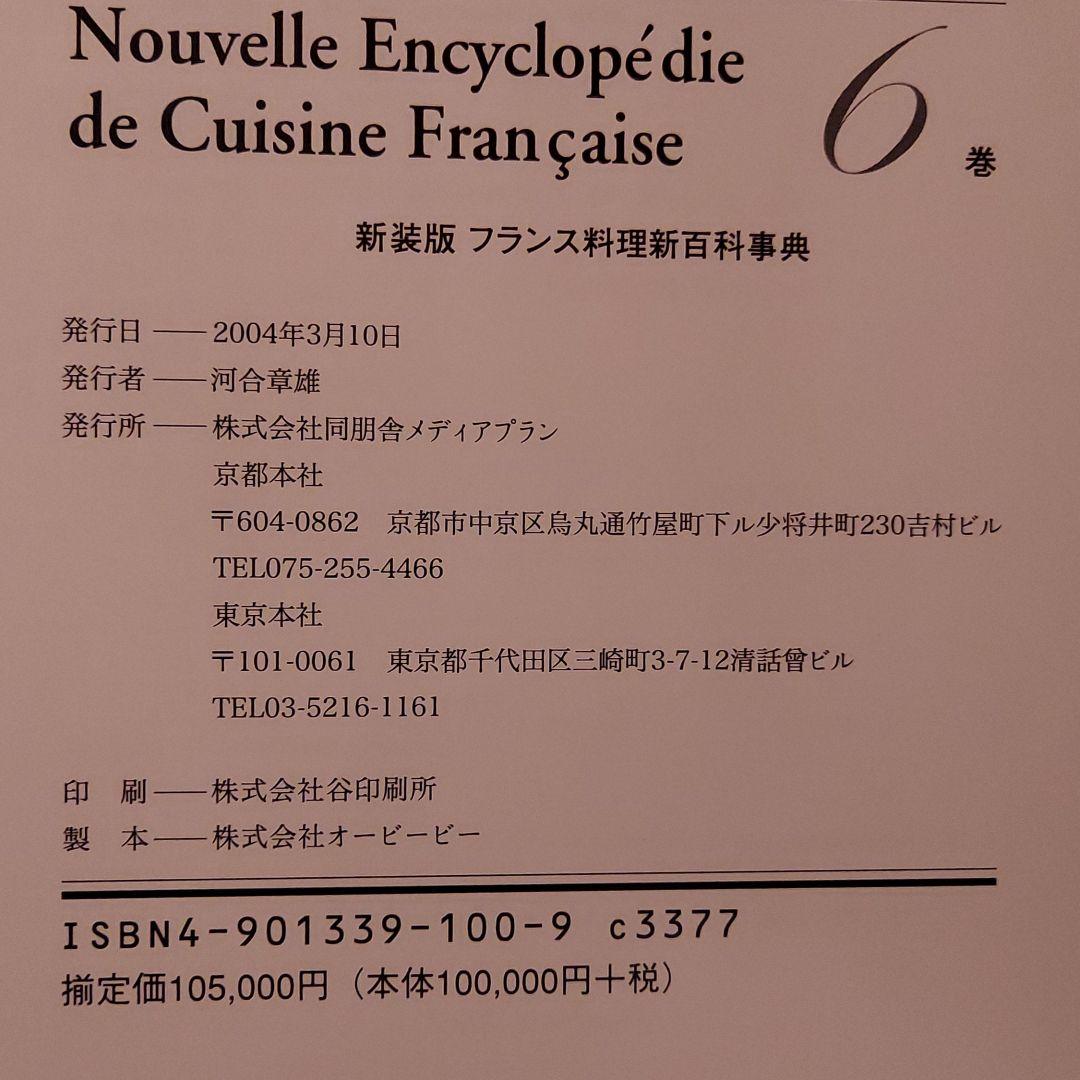 Nouvelle Encyclopédie
de Cuisine Française
6巻
新装版 フランス料理新百科事典
発行日 ── 2004年3月10日
発行者 ── 河合章雄
発行所 ── 株式会社同朋舎メディアプラン
京都本社
〒604-0862　京都市中京区烏丸通竹屋町下ル少将井町230吉村ビル
TEL075-255-4466
東京本社
〒101-0061　東京都千代田区三崎町3-7-12清話曾ビル
TEL03-5216-1161
印　刷 ── 株式会社谷印刷所
製　本 ── 株式会社オービービー
ISBN4-901339-100-9 c3377
揃定価105,000円（本体100,000円＋税）